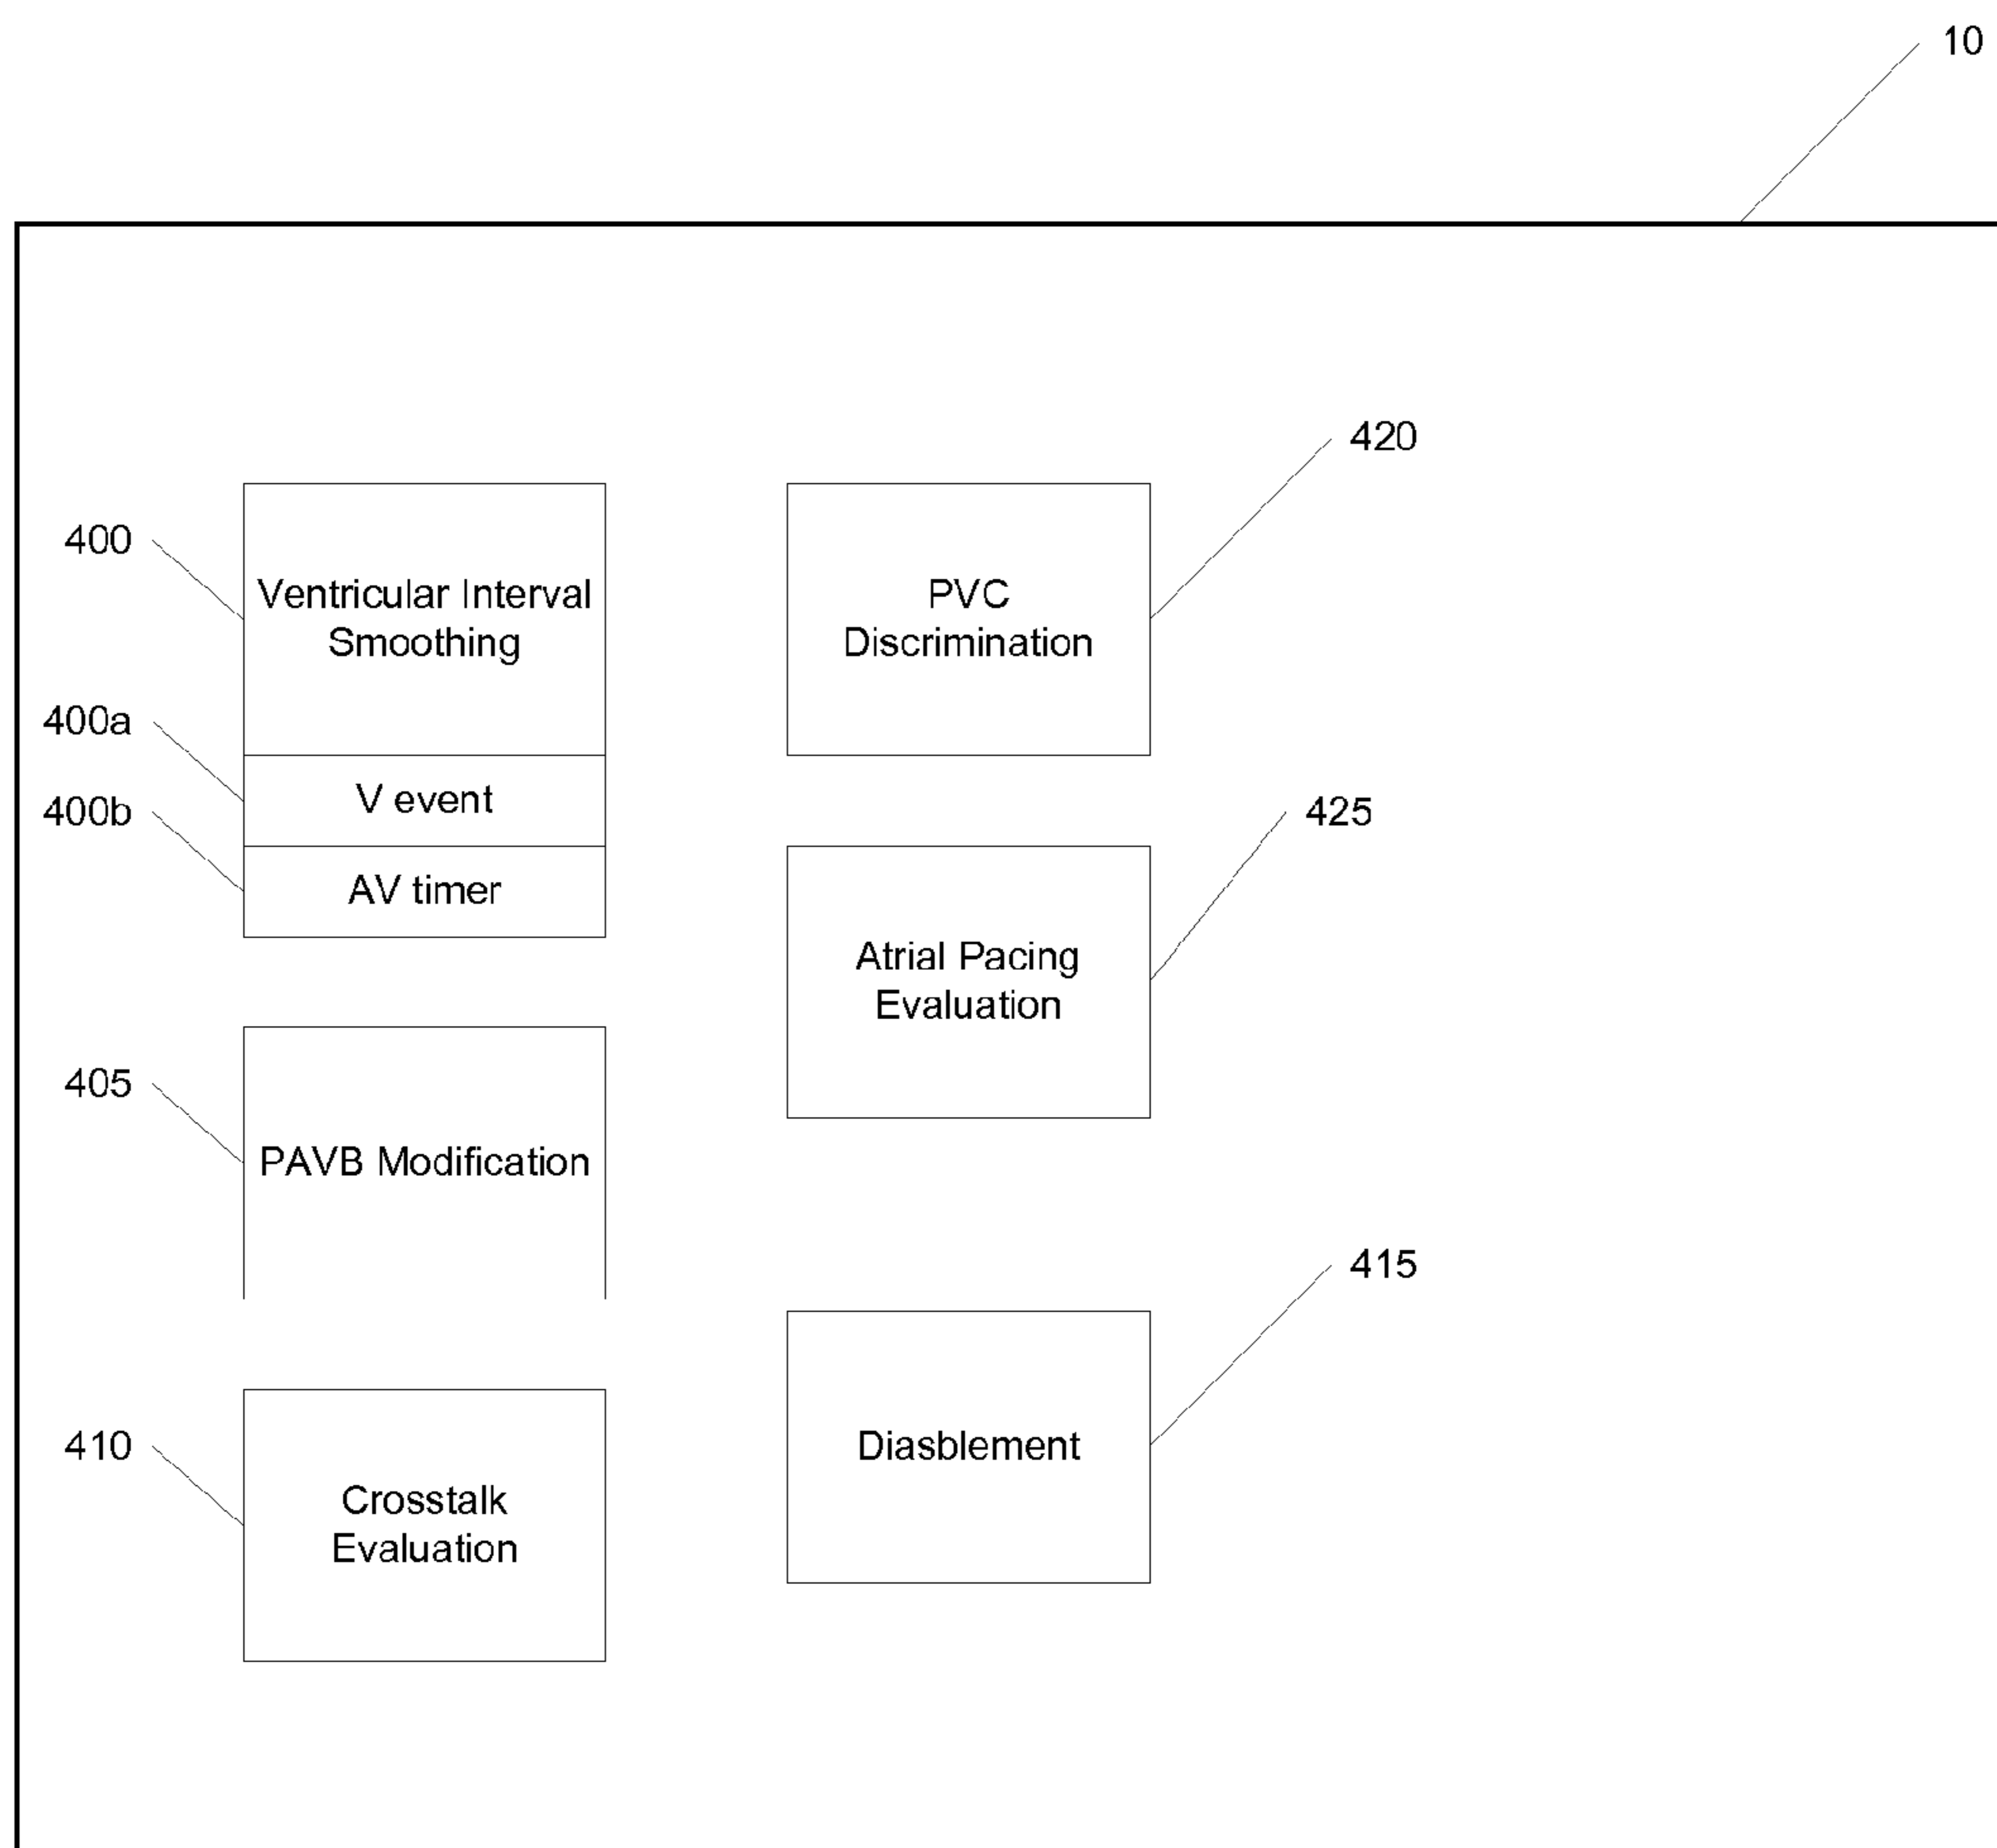 10
420
400
Ventricular Interval
Smoothing
PVC
Discrimination
400a
V event
400b
AV timer
425
Atrial Pacing
Evaluation
405
PAVB Modification
415
Diasblement
410
Crosstalk
Evaluation